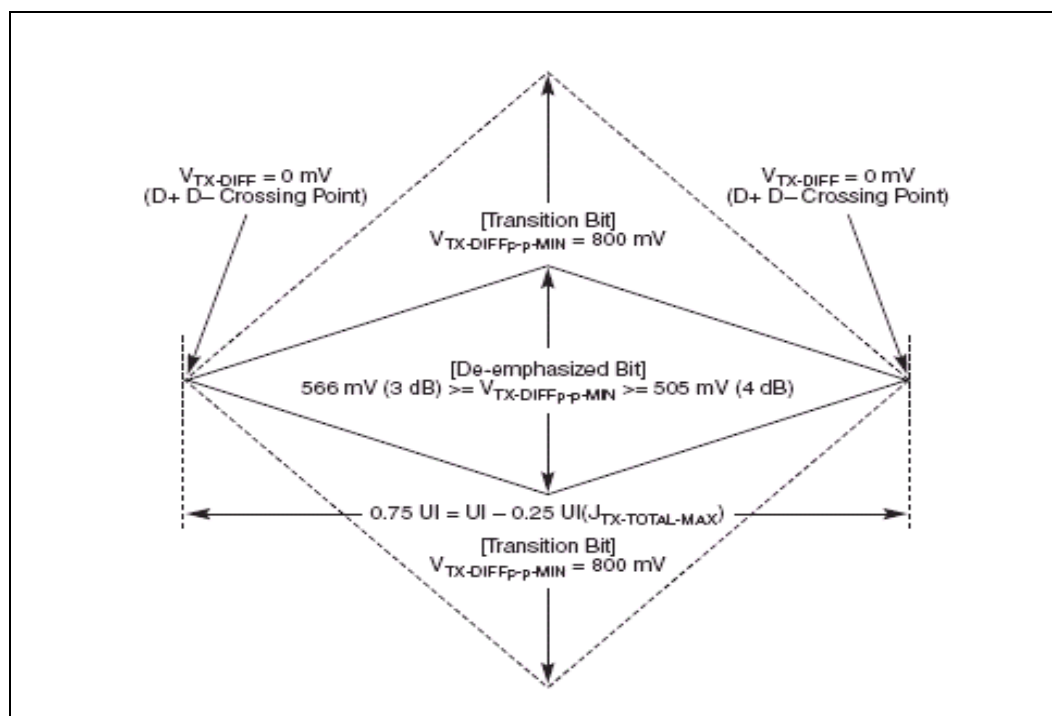 V_TX-DIFF = 0 mV
(D+ D– Crossing Point)
V_TX-DIFF = 0 mV
(D+ D– Crossing Point)
[Transition Bit]
V_TX-DIFFp-p-MIN = 800 mV
[De-emphasized Bit]
566 mV (3 dB) >= V_TX-DIFFp-p-MIN >= 505 mV (4 dB)
0.75 UI = UI – 0.25 UI(J_TX-TOTAL-MAX)
[Transition Bit]
V_TX-DIFFp-p-MIN = 800 mV